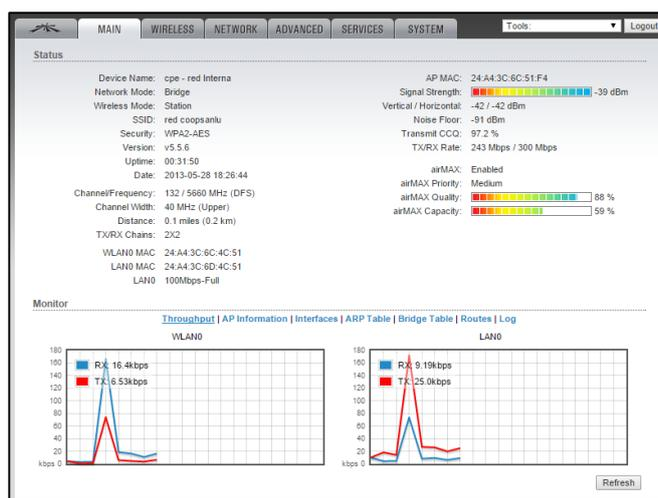 MAIN WIRELESS NETWORK ADVANCED SERVICES SYSTEM Tools: Logout
Status
Device Name: cpe - red Interna
Network Mode: Bridge
Wireless Mode: Station
SSID: red coopsanlu
Security: WPA2-AES
Version: v5.5.6
Uptime: 00:31:50
Date: 2013-05-28 18:26:44
Channel/Frequency: 132 / 5660 MHz (DFS)
Channel Width: 40 MHz (Upper)
Distance: 0.1 miles (0.2 km)
TX/RX Chains: 2X2
WLAN0 MAC 24:A4:3C:6C:4C:51
LAN0 MAC 24:A4:3C:6D:4C:51
LAN0 100Mbps-Full
AP MAC: 24:A4:3C:6C:51:F4
Signal Strength: -39 dBm
Vertical / Horizontal: -42 / -42 dBm
Noise Floor: -91 dBm
Transmit CCQ: 97.2 %
TX/RX Rate: 243 Mbps / 300 Mbps
airMAX: Enabled
airMAX Priority: Medium
airMAX Quality: 88 %
airMAX Capacity: 59 %
Monitor
Throughput | AP Information | Interfaces | ARP Table | Bridge Table | Routes | Log
WLAN0
180
160
140
120
100
80
60
40
20
kbps 0
RX: 16.4kbps
TX: 6.53kbps
LAN0
180
160
140
120
100
80
60
40
20
kbps 0
RX: 9.19kbps
TX: 25.0kbps
Refresh